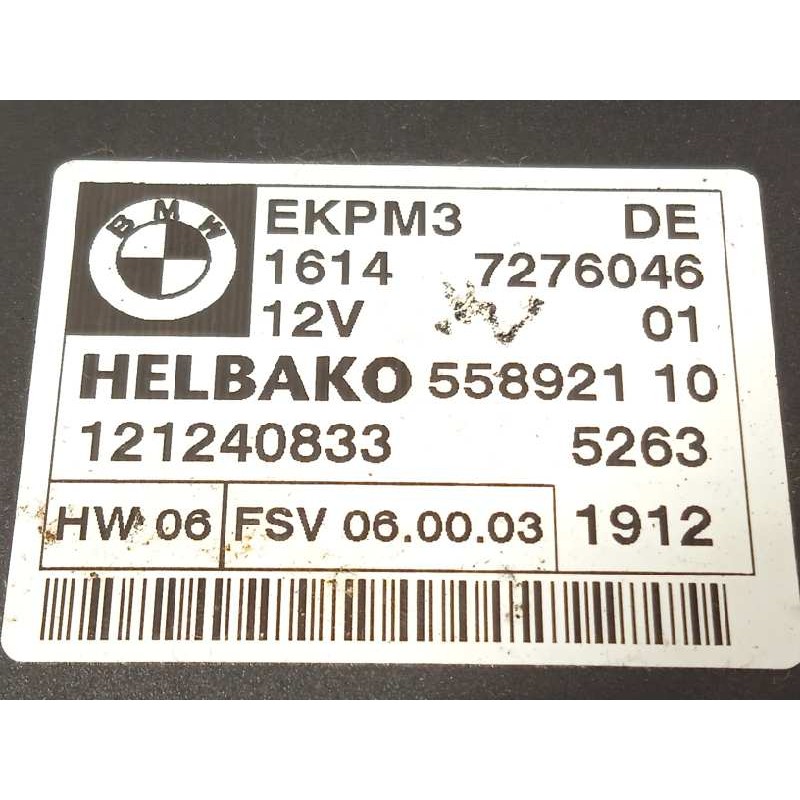 BMW
EKPM3 DE
1614 7276046
12V 01
HELBAKO 558921 10
121240833 5263
HW 06 FSV 06.00.03 1912